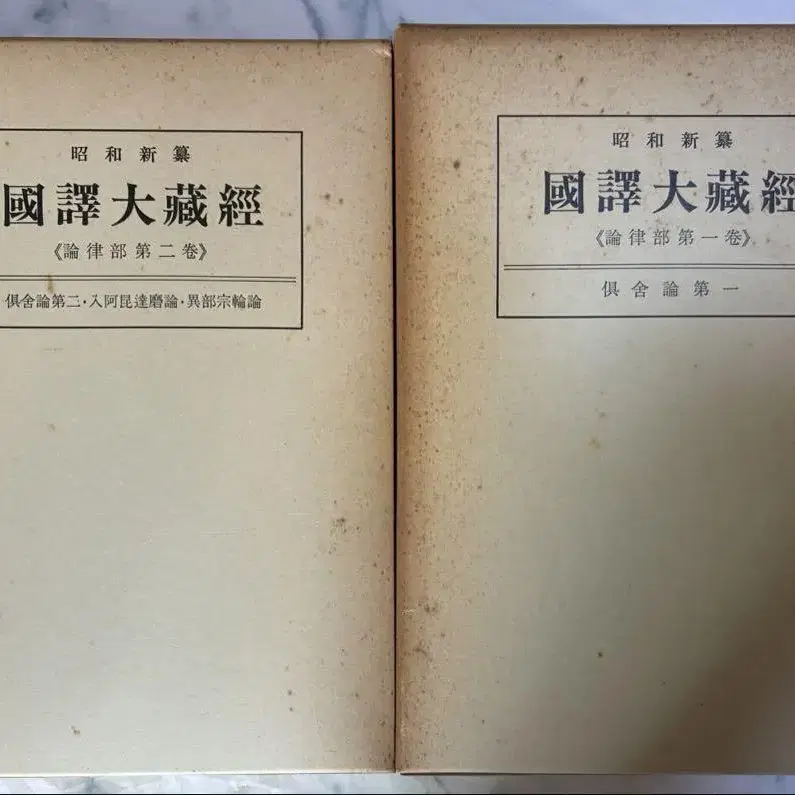 昭和新纂
國譯大藏經
《論律部第二卷》
俱舍論第二・入阿毘達磨論・異部宗輪論
昭和新纂
國譯大藏經
《論律部第一卷》
俱舍論第一